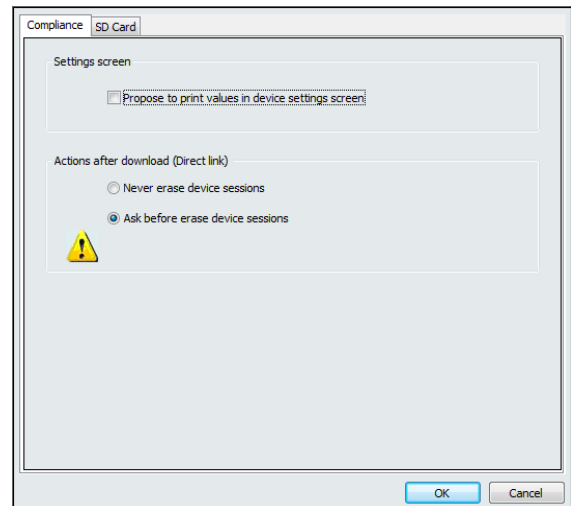 Compliance SD Card
Settings screen
Propose to print values in device settings screen
Actions after download (Direct link)
Never erase device sessions
Ask before erase device sessions
OK Cancel